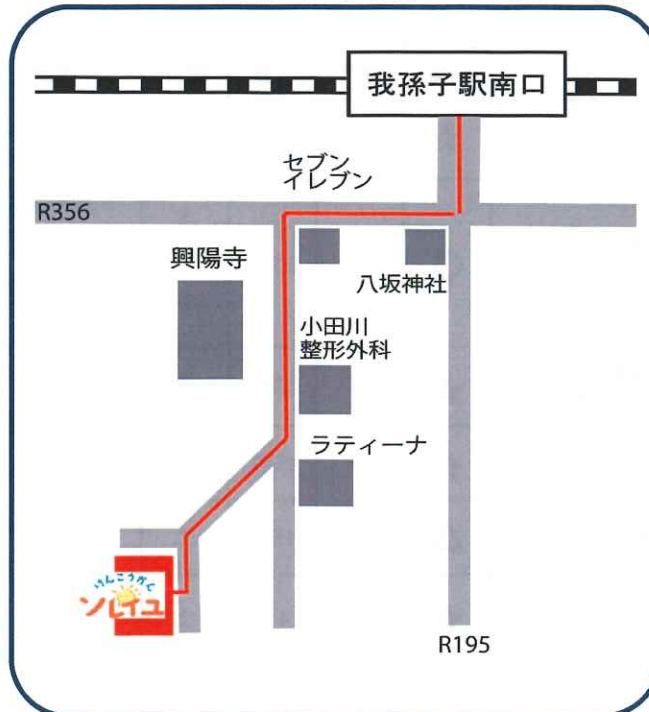 我孫子駅南口
セブン
イレブン
R356
興陽寺
八坂神社
小田川
整形外科
ラティーナ
けんこうかん
ソレイユ
R195